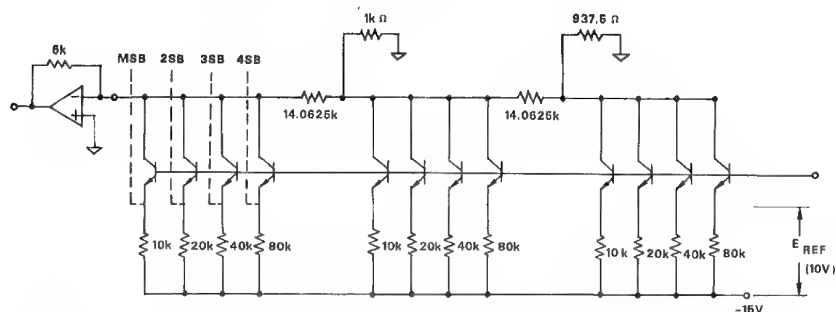 1k Ω
937.5 Ω
5k
MSB
2SB
3SB
4SB
14.0625k
14.0625k
10k
20k
40k
80k
10k
20k
40k
80k
10k
20k
40k
80k
E REF
(10V)
-15V